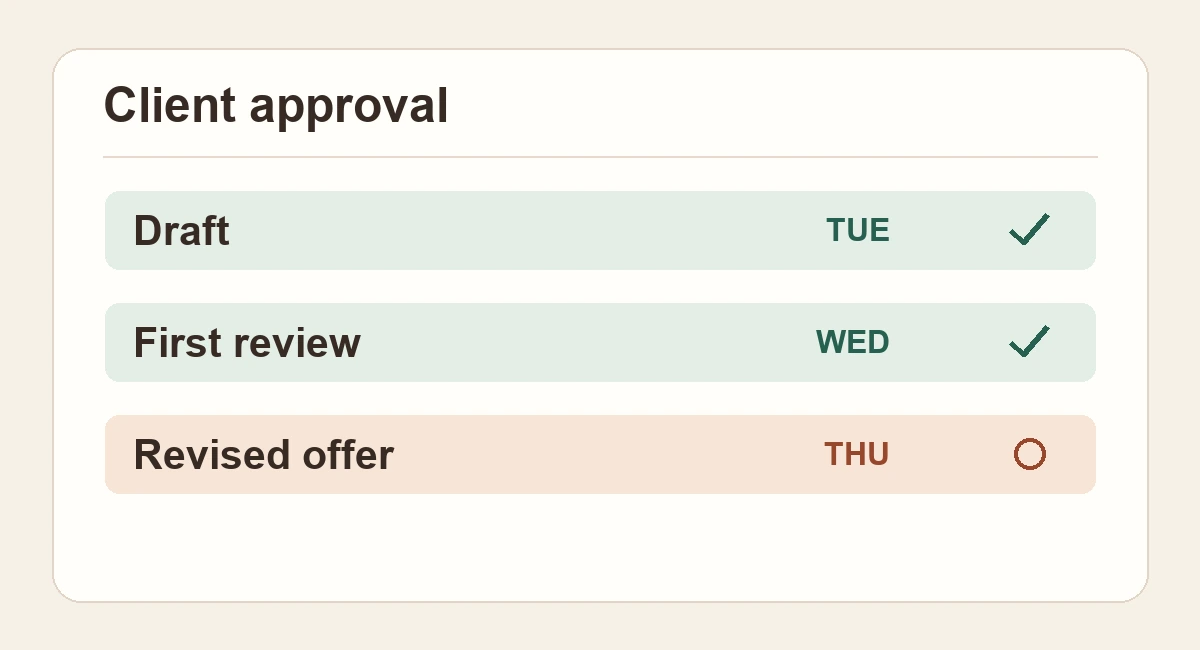 Client approval
Draft TUE
First review WED
Revised offer THU